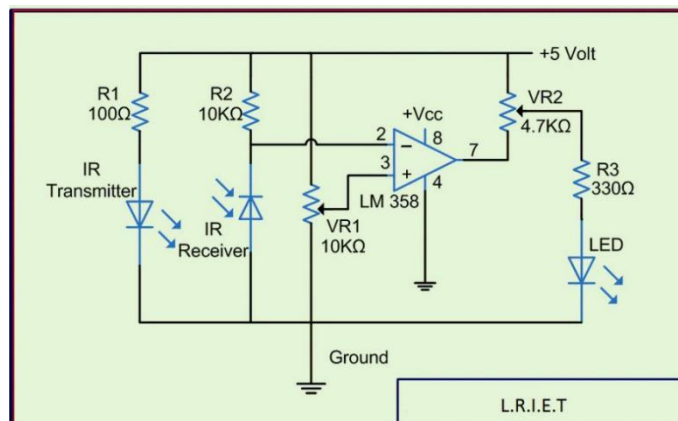 +5 Volt
R1
100Ω
R2
10KΩ
+Vcc
VR2
4.7KΩ
2
8
7
3
4
LM 358
R3
330Ω
IR
Transmitter
IR
Receiver
VR1
10KΩ
LED
Ground
L.R.I.E.T